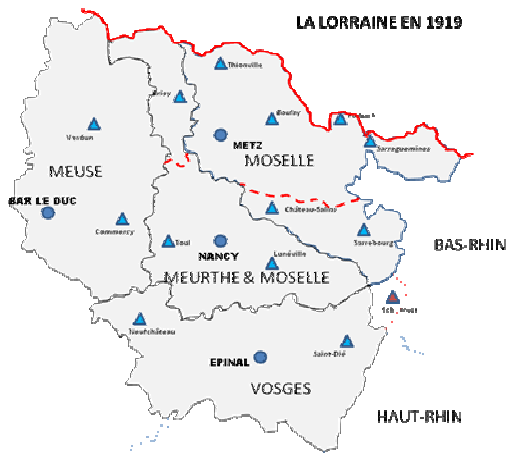 LA LORRAINE EN 1919
Thionville
Briey
Boulay
Verdun
METZ
MOSELLE
Sarreguemines
MEUSE
BAR LE DUC
Château-Salins
Commercy
Toul
NANCY
Sarrebourg
BAS-RHIN
Lunéville
MEURTHE & MOSELLE
Neufchâteau
Saint-Dié
EPINAL
VOSGES
HAUT-RHIN